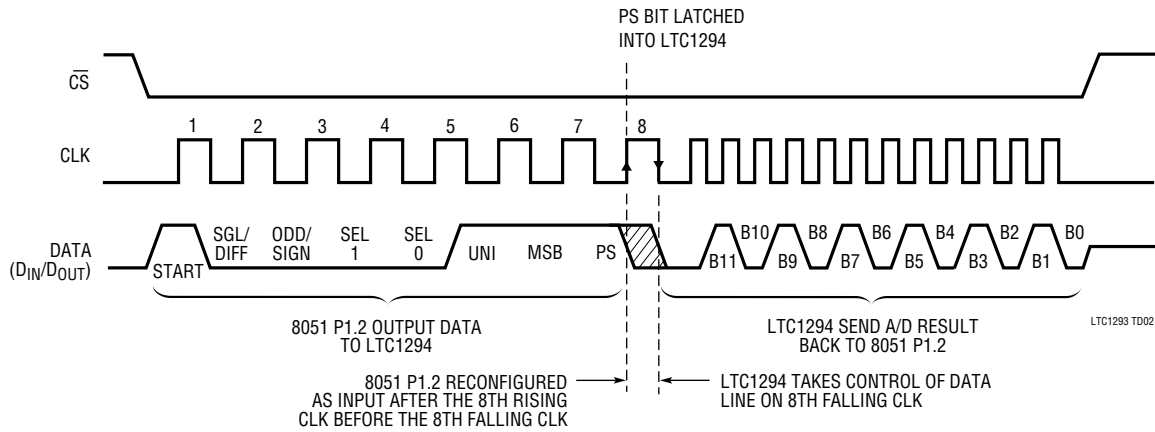 PS BIT LATCHED
INTO LTC1294
CS
1 2 3 4 5 6 7 8
CLK
DATA
(DIN/DOUT)
START
SGL/
DIFF
ODD/
SIGN
SEL
1
SEL
0
UNI
MSB
PS
B11
B10
B9
B8
B7
B6
B5
B4
B3
B2
B1
B0
8051 P1.2 OUTPUT DATA
TO LTC1294
LTC1294 SEND A/D RESULT
BACK TO 8051 P1.2
LTC1293 TD02
8051 P1.2 RECONFIGURED
AS INPUT AFTER THE 8TH RISING
CLK BEFORE THE 8TH FALLING CLK
LTC1294 TAKES CONTROL OF DATA
LINE ON 8TH FALLING CLK